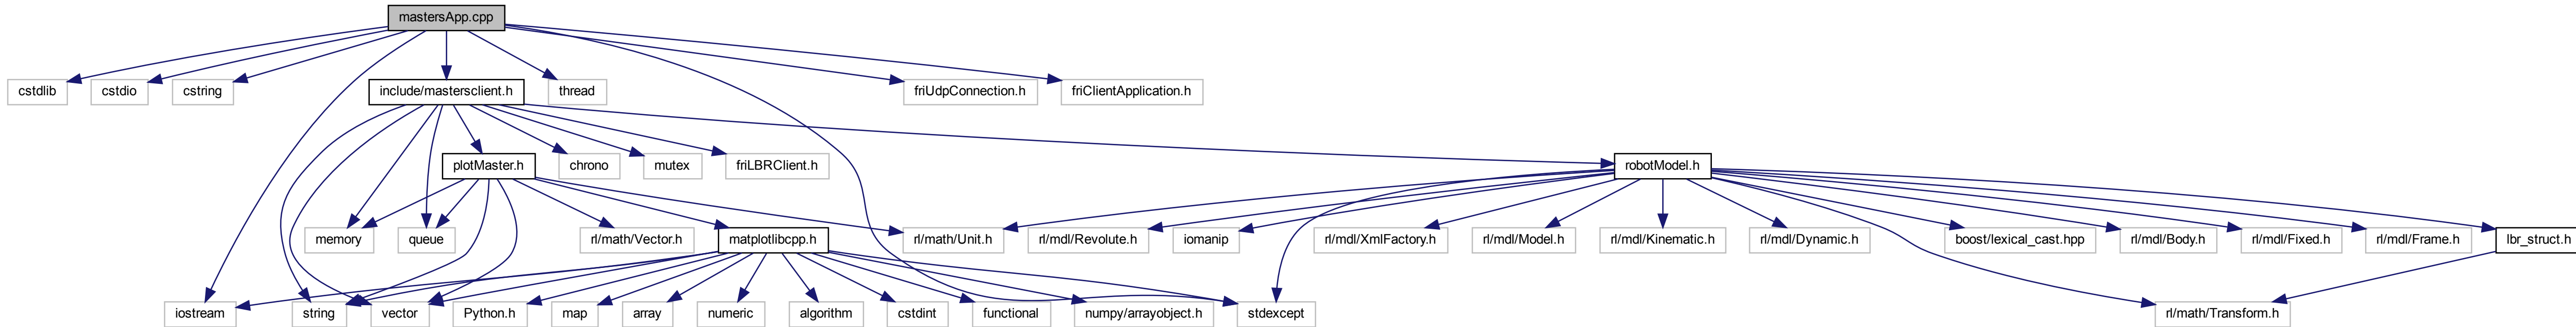 mastersApp.cpp
cstdlib
cstdio
cstring
include/mastersclient.h
thread
friUdpConnection.h
friClientApplication.h
plotMaster.h
chrono
mutex
friLBRClient.h
robotModel.h
memory
queue
rl/math/Vector.h
matplotlibcpp.h
rl/math/Unit.h
rl/mdl/Revolute.h
iomanip
rl/mdl/XmlFactory.h
rl/mdl/Model.h
rl/mdl/Kinematic.h
rl/mdl/Dynamic.h
boost/lexical_cast.hpp
rl/mdl/Body.h
rl/mdl/Fixed.h
rl/mdl/Frame.h
lbr_struct.h
iostream
string
vector
Python.h
map
array
numeric
algorithm
cstdint
functional
numpy/arrayobject.h
stdexcept
rl/math/Transform.h